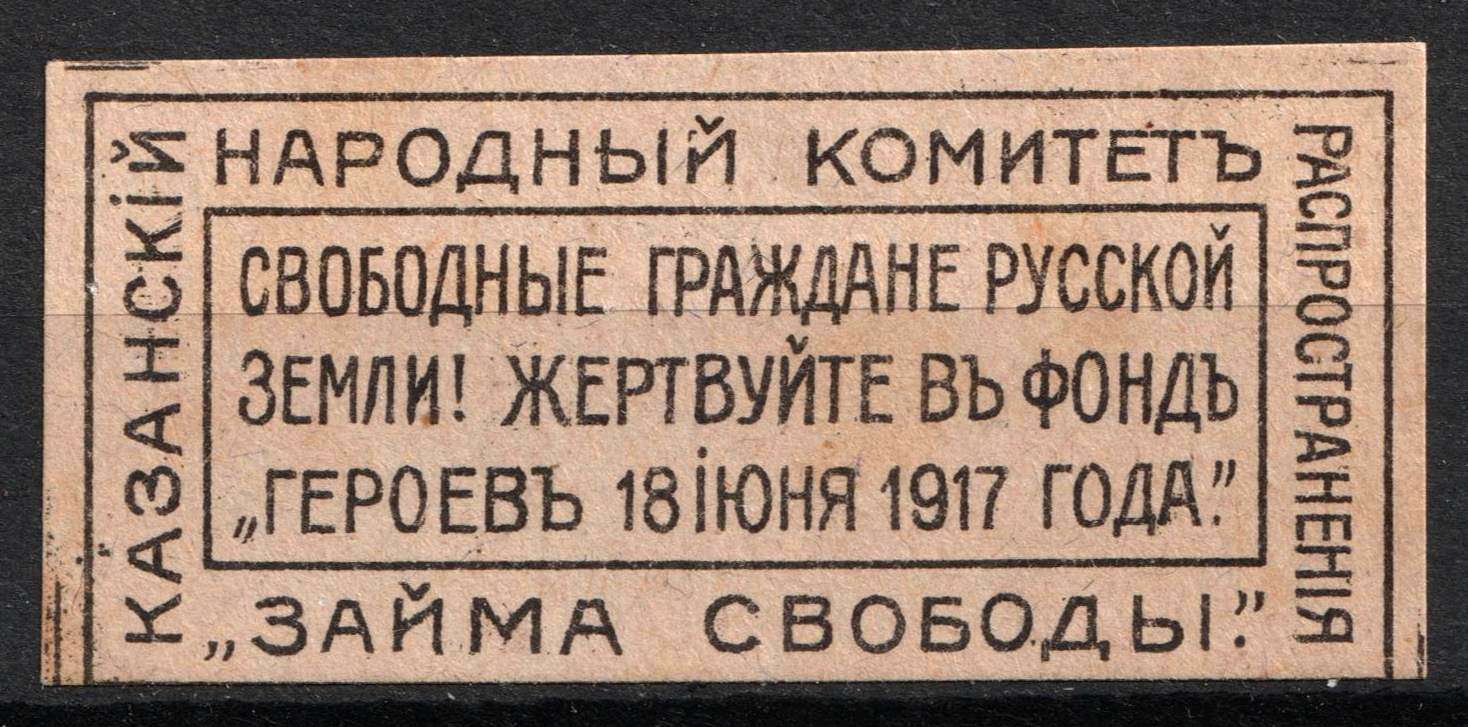 КАЗАНСКІЙ
НАРОДНЫЙ КОМИТЕТЪ
РАСПРОСТРАНЕНІЯ
„ЗАЙМА СВОБОДЫ."
СВОБОДНЫЕ ГРАЖДАНЕ РУССКОЙ
ЗЕМЛИ! ЖЕРТВУЙТЕ ВЪ ФОНДЪ
„ГЕРОЕВЪ 18 ІЮНЯ 1917 ГОДА."